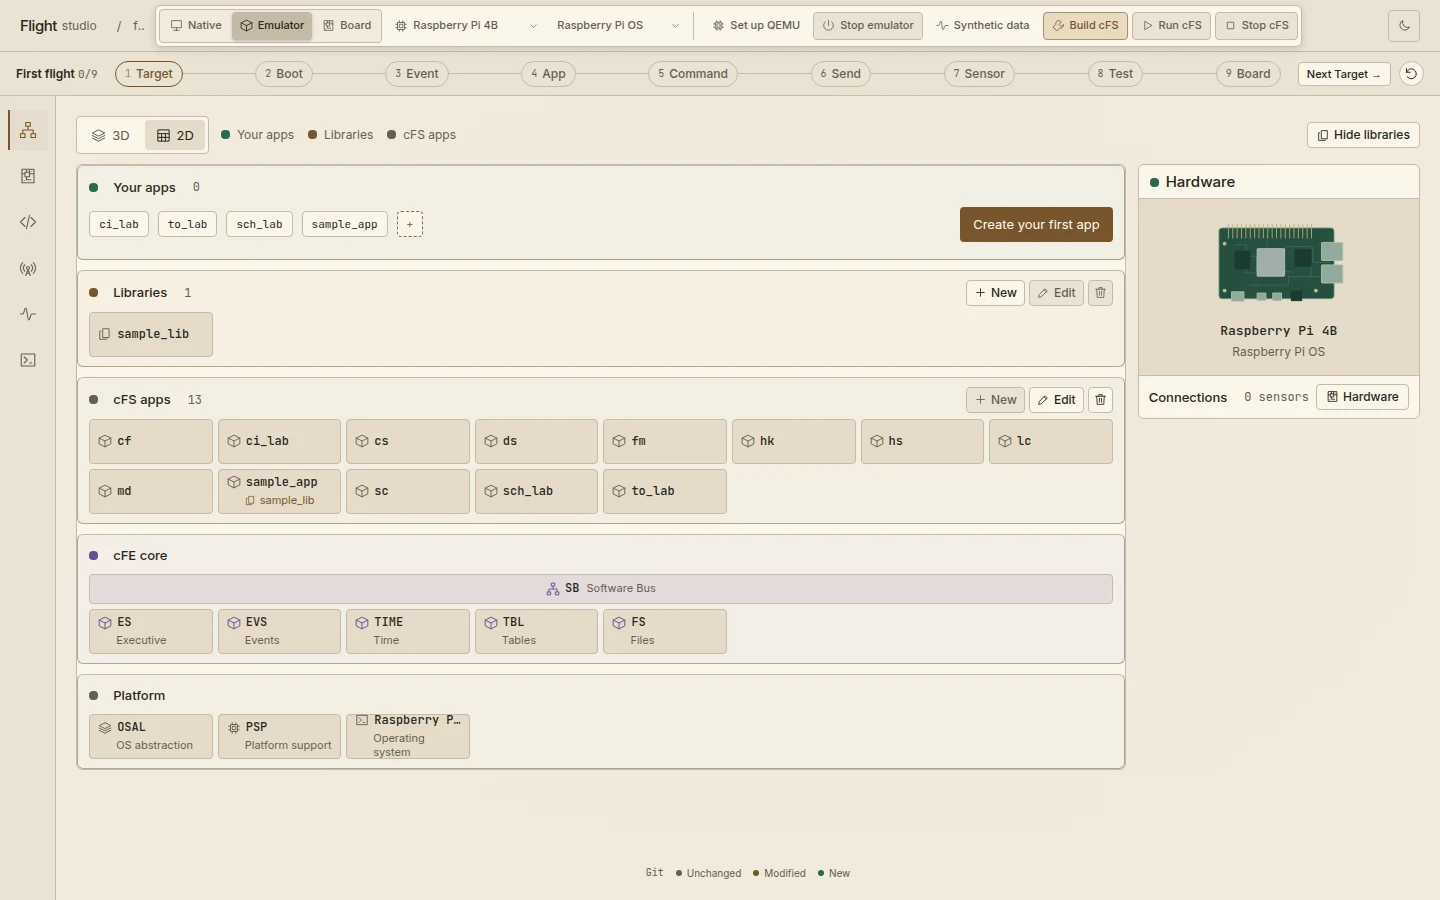 Flight studio / f..
Native Emulator Board Raspberry Pi 4B Raspberry Pi OS Set up QEMU Stop emulator Synthetic data Build cFS Run cFS Stop cFS
First flight 0/9 1 Target 2 Boot 3 Event 4 App 5 Command 6 Send 7 Sensor 8 Test 9 Board Next Target →
3D 2D Your apps Libraries cFS apps Hide libraries
Your apps 0
ci_lab to_lab sch_lab sample_app + Create your first app
Libraries 1 + New Edit
sample_lib
cFS apps 13 + New Edit
cf ci_lab cs ds fm hk hs lc
md sample_app sc sch_lab to_lab
sample_lib
cFE core
SB Software Bus
ES EVS TIME TBL FS
Executive Events Time Tables Files
Platform
OSAL PSP Raspberry P…
OS abstraction Platform support Operating
system
Hardware
Raspberry Pi 4B
Raspberry Pi OS
Connections 0 sensors Hardware
Git Unchanged Modified New